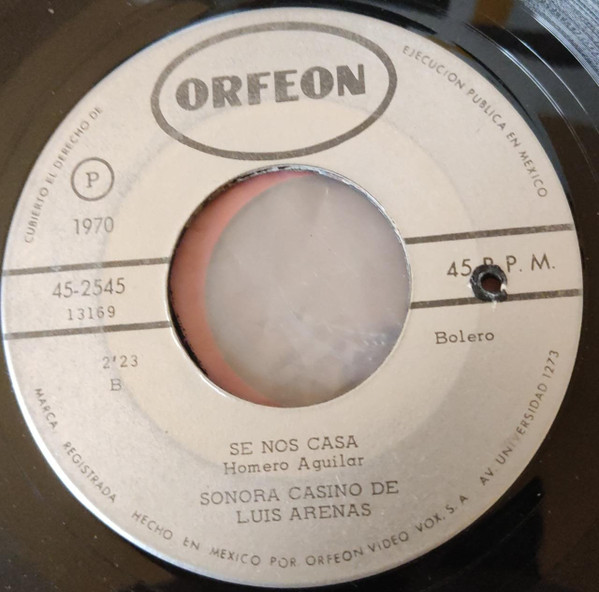 ORFEON
CUBIERTO EL DERECHO DE
EJECUCION PUBLICA EN MEXICO
P
1970
45-2545
13169
45 R. P. M.
2'23
B
Bolero
SE NOS CASA
Homero Aguilar
SONORA CASINO DE
LUIS ARENAS
MARCA REGISTRADA HECHO EN MEXICO POR ORFEON VIDEO VOX, S. A AV. UNIVERSIDAD 1273